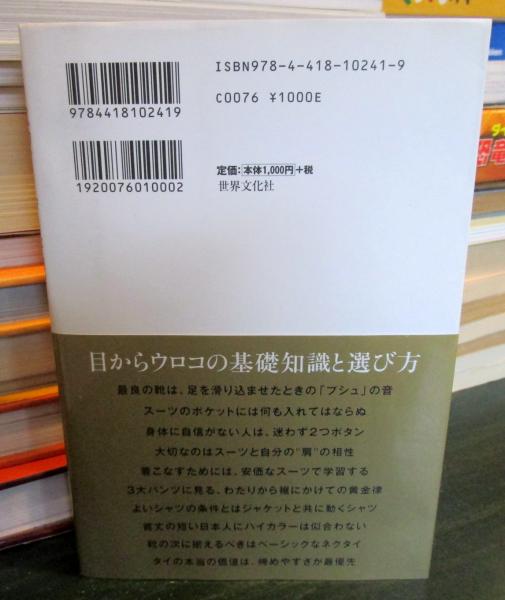 ISBN978-4-418-10241-9
C0076 ¥1000E
9784418102419
1920076010002
定価:本体1,000円+税
世界文化社
目からウロコの基礎知識と選び方
最良の靴は、足を滑り込ませたときの「プシュ」の音
スーツのポケットには何も入れてはならぬ
身体に自信がない人は、迷わず2つボタン
大切なのはスーツと自分の"肩"の相性
着こなすためには、安価なスーツで学習する
3大パンツに見る、わたりから裾にかけての黄金律
よいシャツの条件とはジャケットと共に動くシャツ
首丈の短い日本人にハイカラーは似合わない
靴の次に揃えるべきはベーシックなネクタイ
タイの本当の価値は、締めやすさが最優先
恐竜